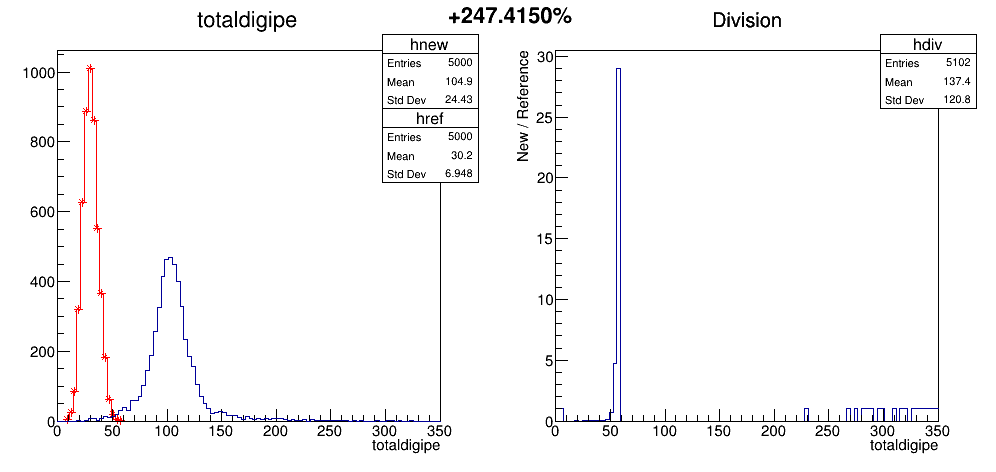 +247.4150%
totaldigipe
hnew
Entries 5000
Mean 104.9
Std Dev 24.43
href
Entries 5000
Mean 30.2
Std Dev 6.948
1000
800
600
400
200
0
0 50 100 150 200 250 300 350
totaldigipe
Division
hdiv
Entries 5102
Mean 137.4
Std Dev 120.8
New / Reference
30
25
20
15
10
5
0
0 50 100 150 200 250 300 350
totaldigipe